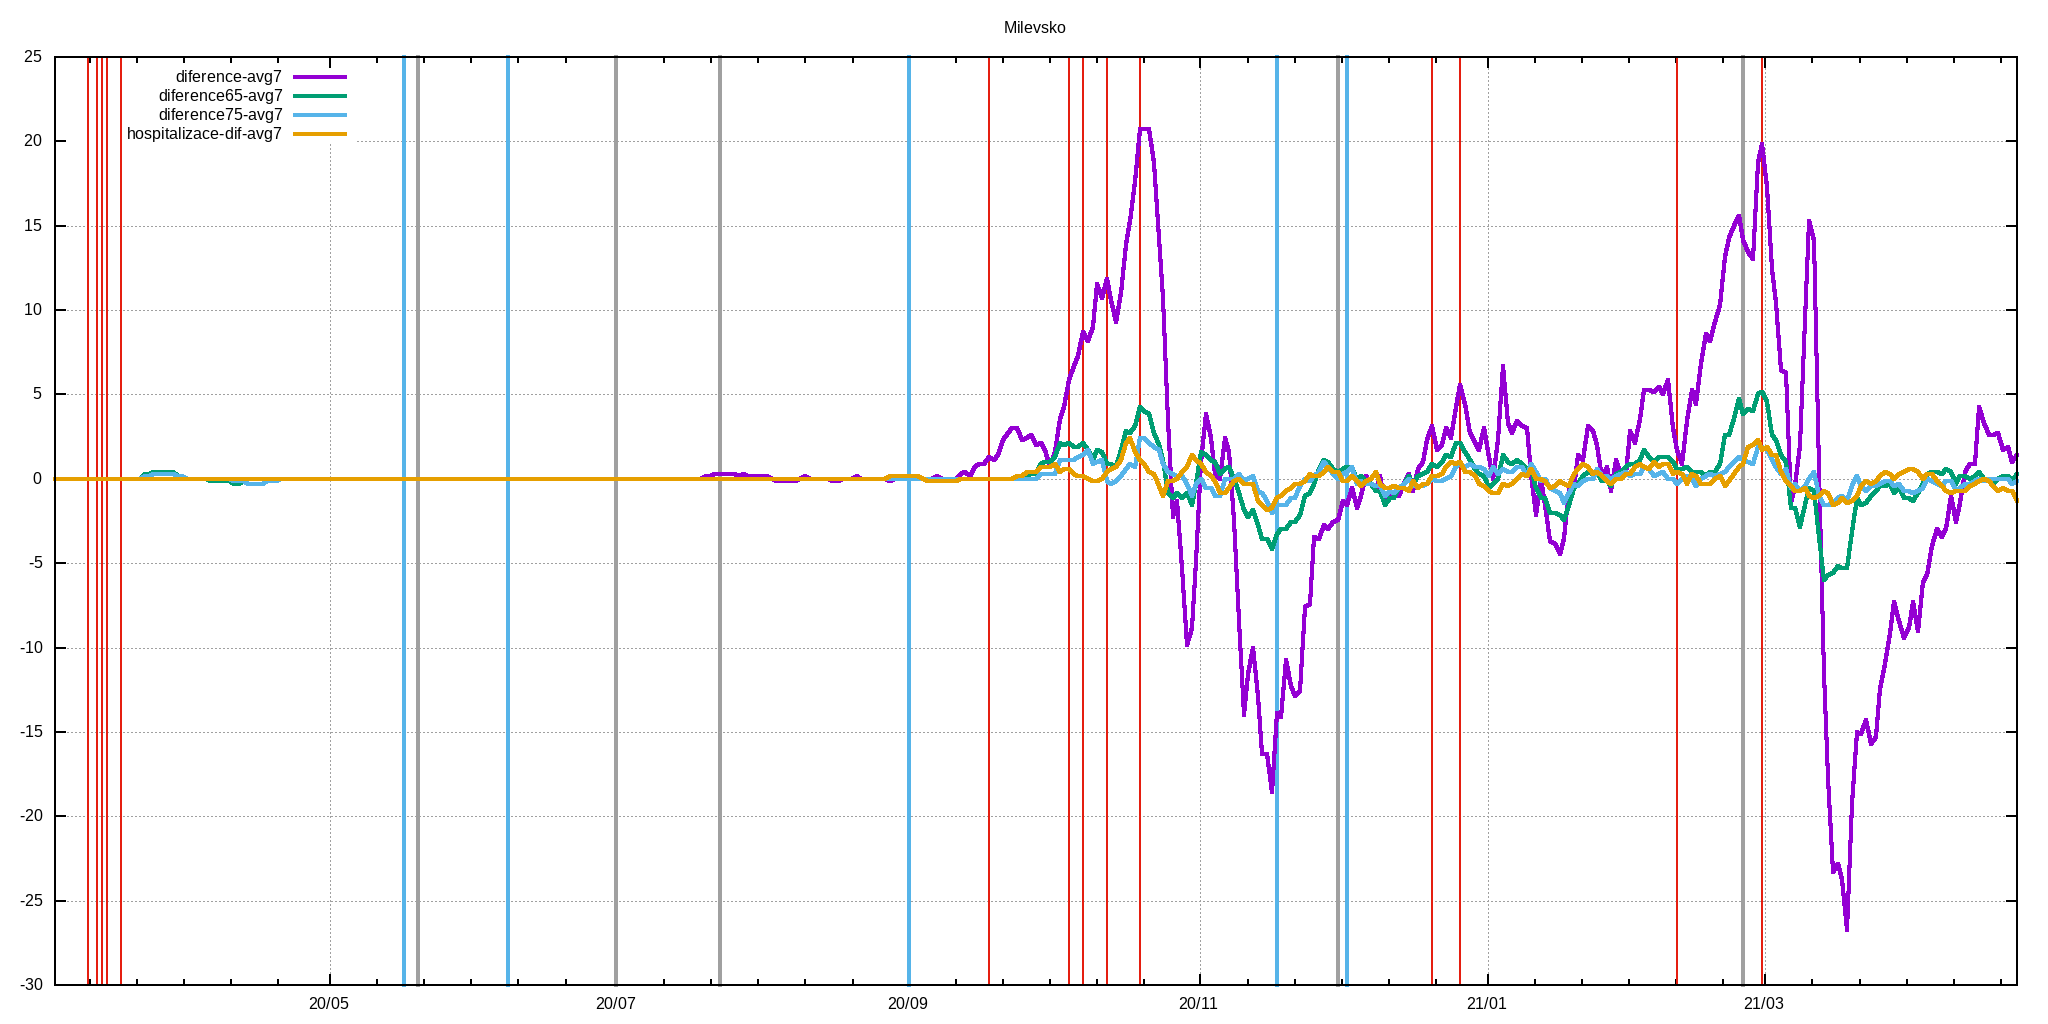 Milevsko
25
diference-avg7
diference65-avg7
diference75-avg7
hospitalizace-dif-avg7
20
15
10
5
0
-5
-10
-15
-20
-25
-30
20/05 20/07 20/09 20/11 21/01 21/03